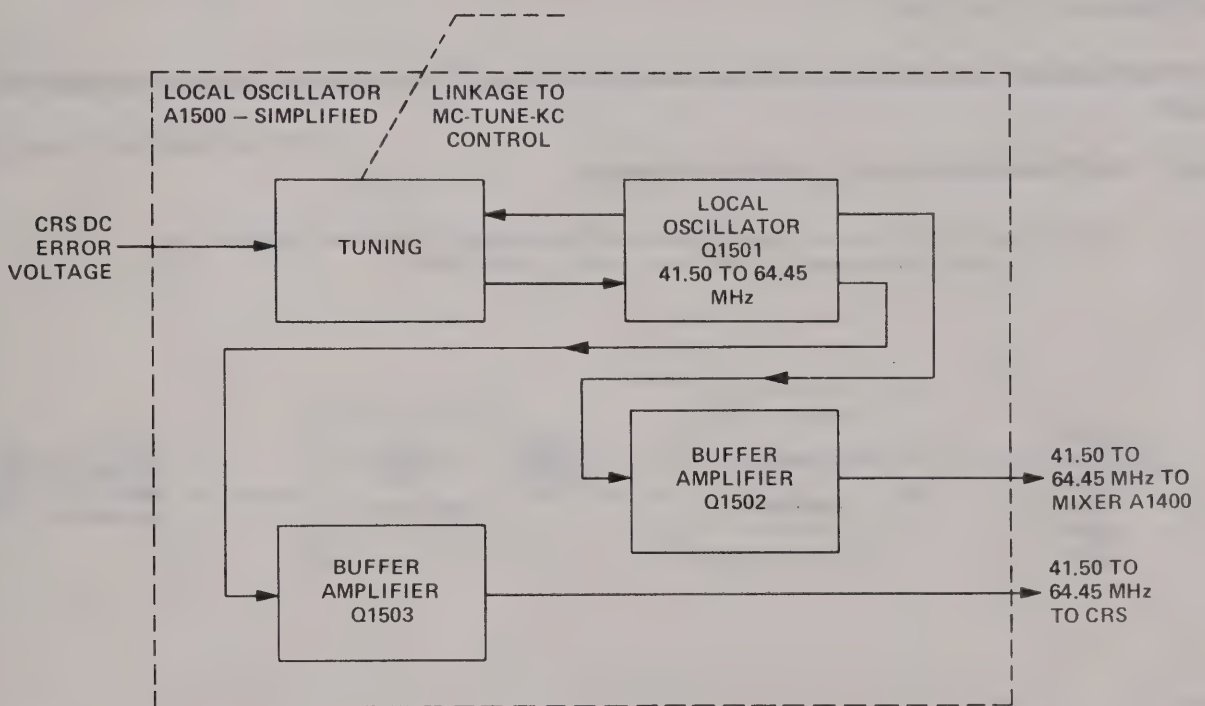 LOCAL OSCILLATOR
A1500 – SIMPLIFIED
LINKAGE TO
MC-TUNE-KC
CONTROL
CRS DC
ERROR
VOLTAGE
TUNING
LOCAL
OSCILLATOR
Q1501
41.50 TO 64.45
MHz
BUFFER
AMPLIFIER
Q1502
41.50 TO
64.45 MHz TO
MIXER A1400
BUFFER
AMPLIFIER
Q1503
41.50 TO
64.45 MHz
TO CRS